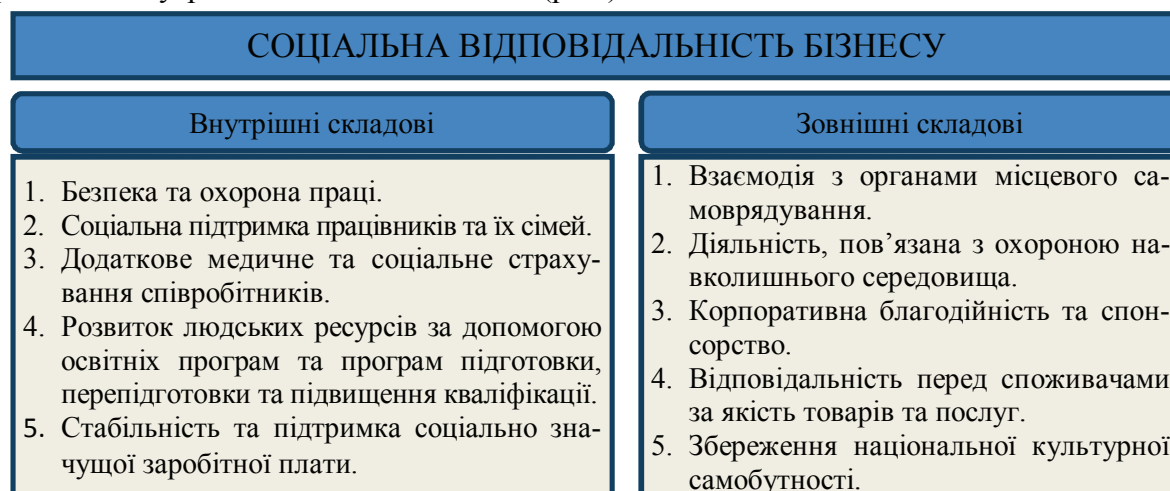 СОЦІАЛЬНА ВІДПОВІДАЛЬНІСТЬ БІЗНЕСУ
Внутрішні складові
1. Безпека та охорона праці.
2. Соціальна підтримка працівників та їх сімей.
3. Додаткове медичне та соціальне страху-
вання співробітників.
4. Розвиток людських ресурсів за допомогою
освітніх програм та програм підготовки,
перепідготовки та підвищення кваліфікації.
5. Стабільність та підтримка соціально зна-
чущої заробітної плати.
Зовнішні складові
1. Взаємодія з органами місцевого са-
моврядування.
2. Діяльність, пов’язана з охороною на-
вколишнього середовища.
3. Корпоративна благодійність та спон-
сорство.
4. Відповідальність перед споживачами
за якість товарів та послуг.
5. Збереження національної культурної
самобутності.